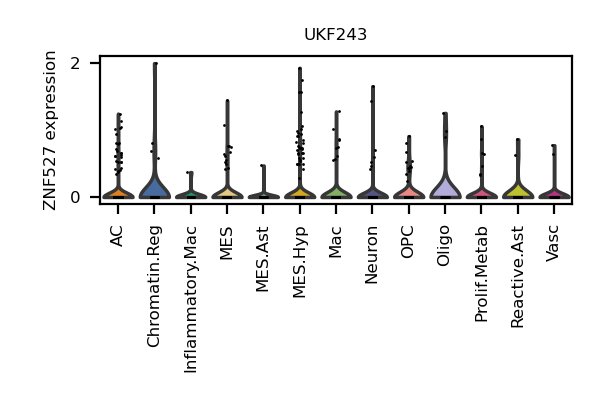 UKF243
ZNF527 expression
2
0
AC
Chromatin.Reg
Inflammatory.Mac
MES
MES.Ast
MES.Hyp
Mac
Neuron
OPC
Oligo
Prolif.Metab
Reactive.Ast
Vasc